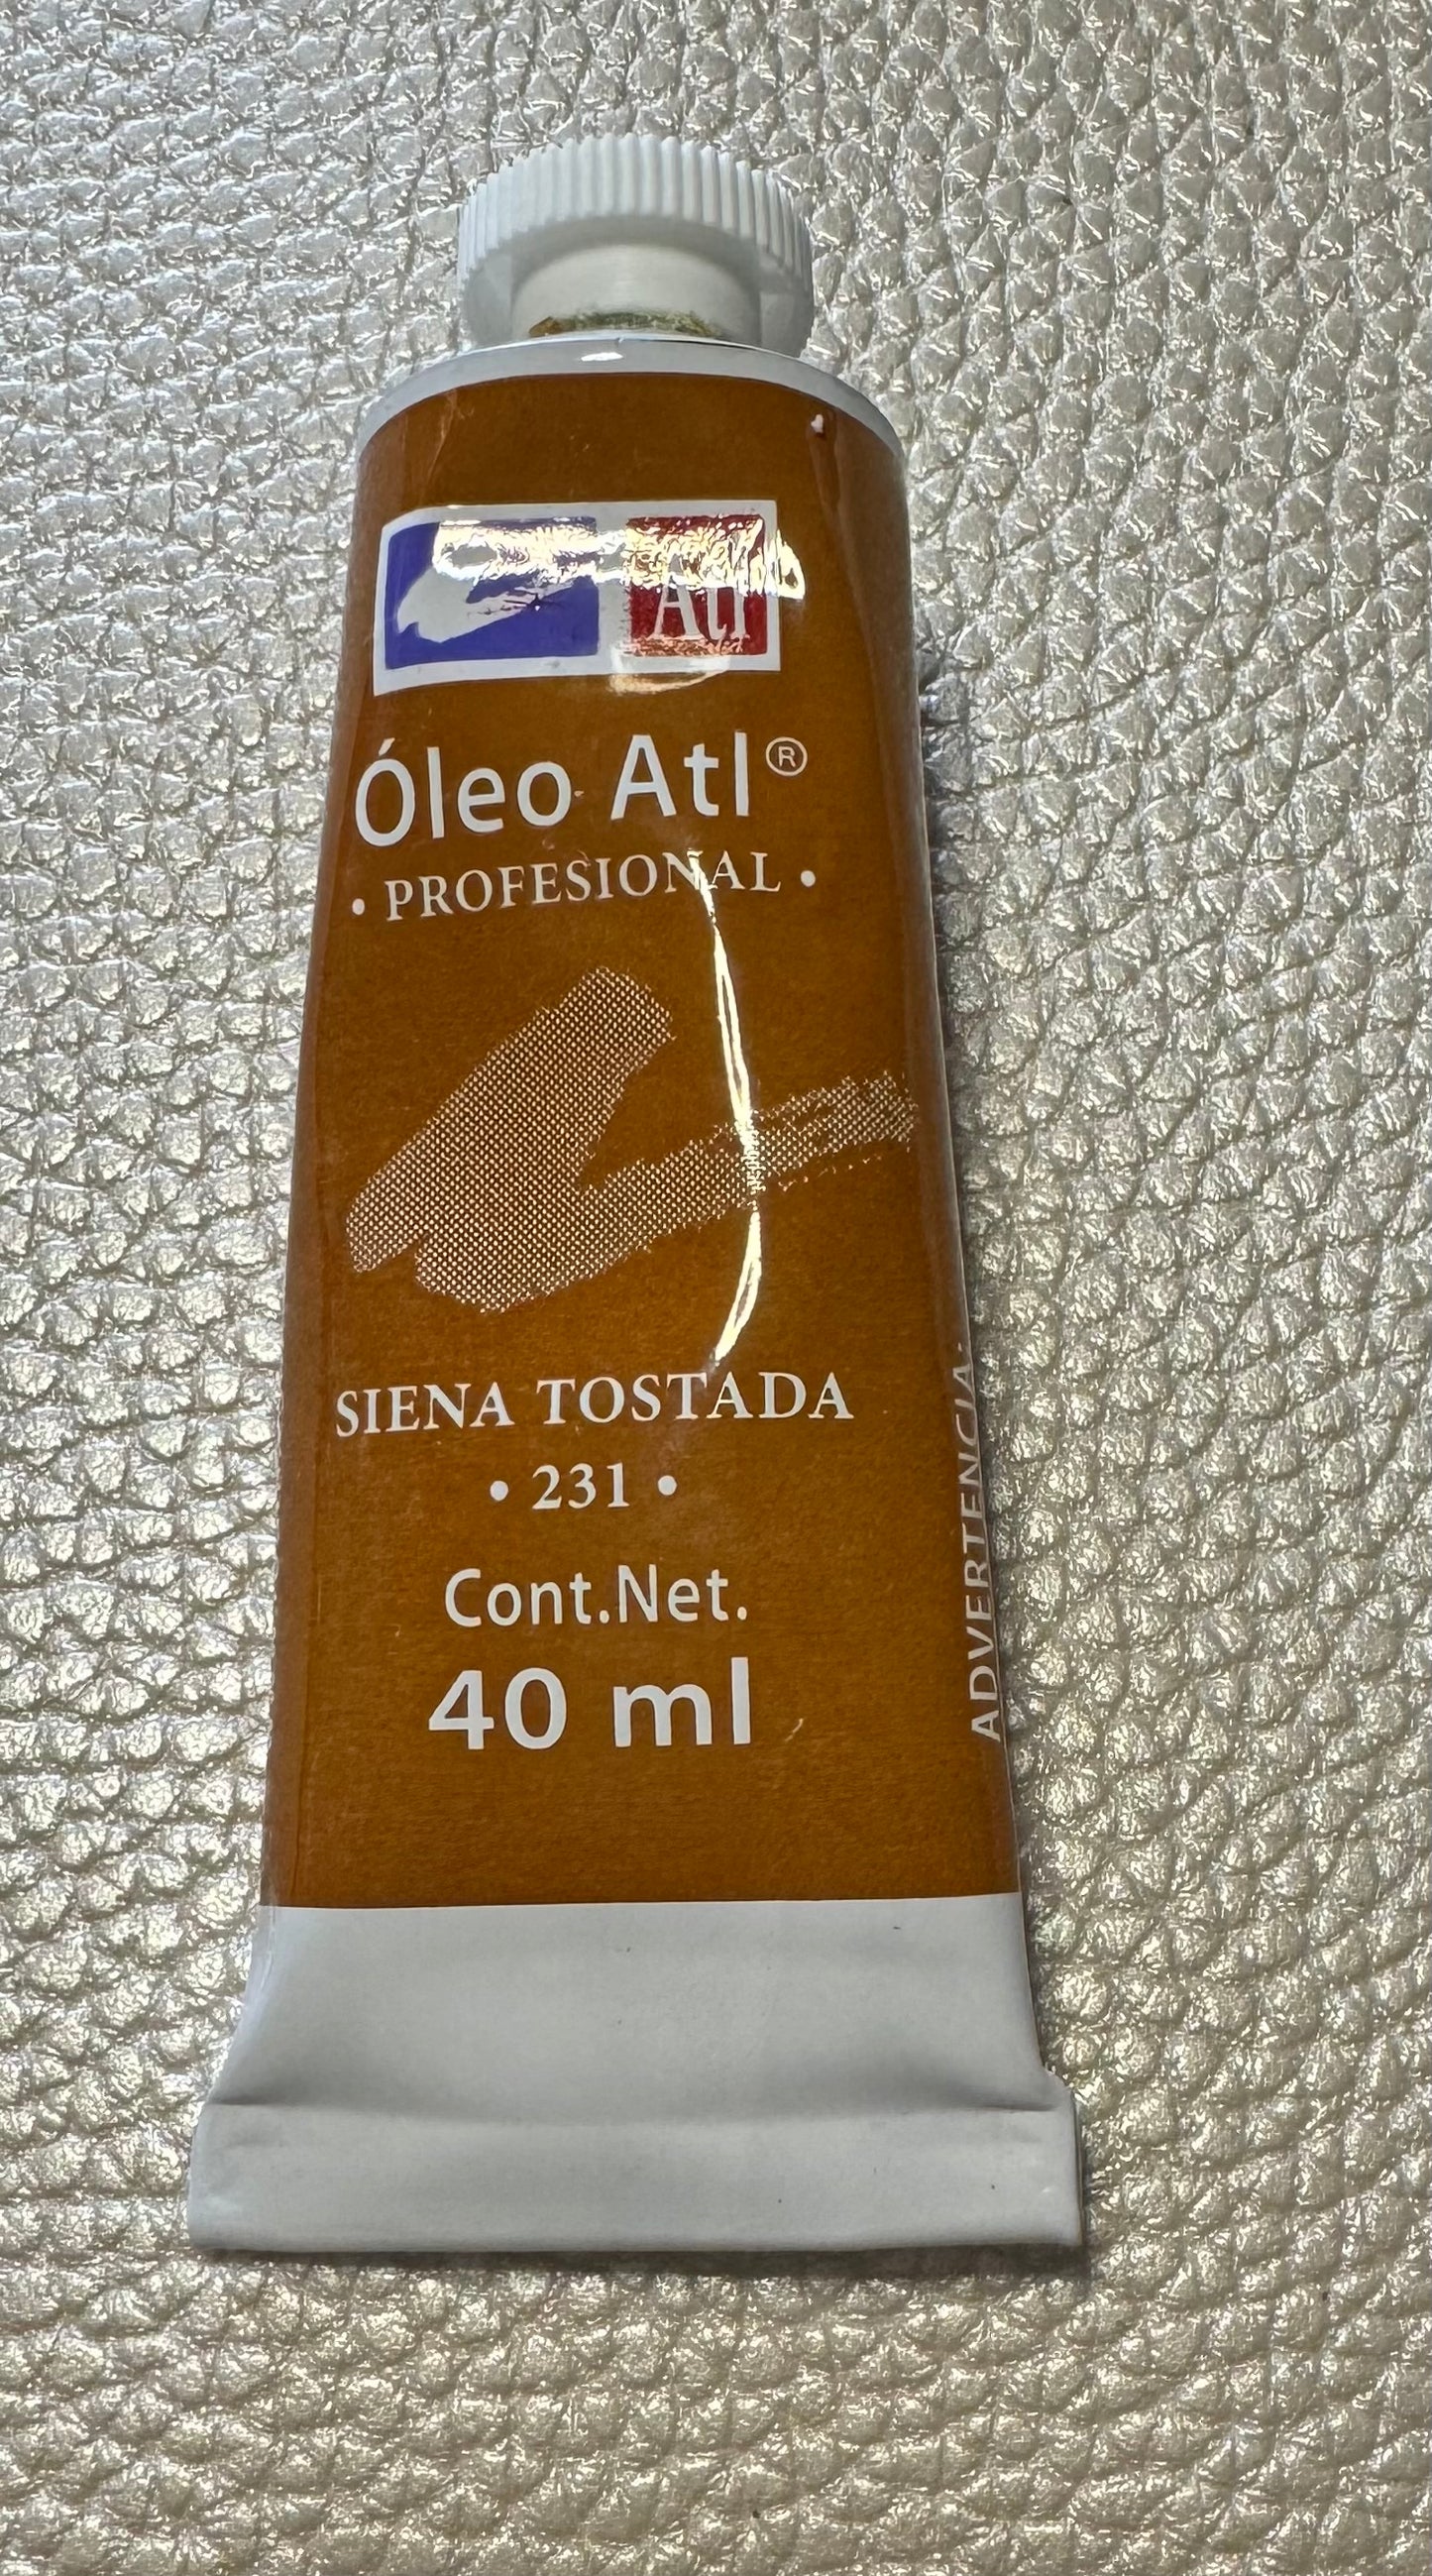 Atl
Óleo Atl®
• PROFESIONAL •
SIENA TOSTADA
• 231 •
Cont.Net.
40 ml
ADVERTENCIA: